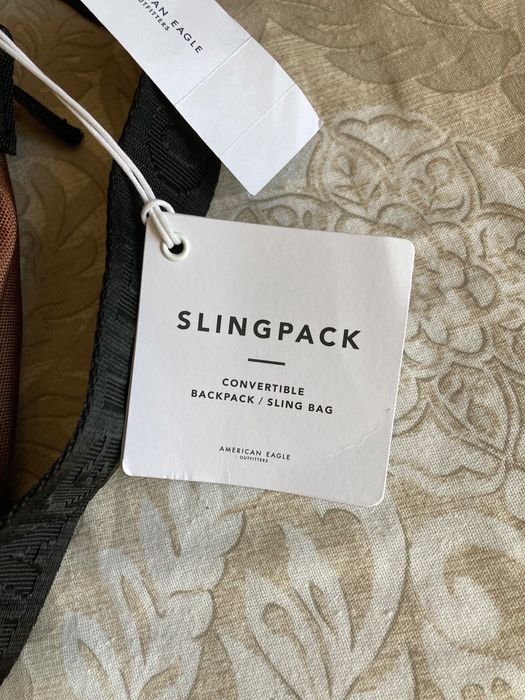 AN EAGLE
OUTFITTERS
SLINGPACK
CONVERTIBLE
BACKPACK / SLING BAG
AMERICAN EAGLE
OUTFITTERS